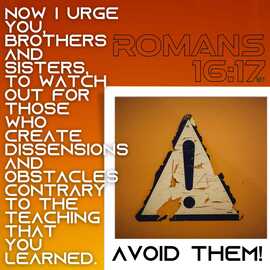 NOW I URGE
YOU,
BROTHERS
AND
SISTERS,
TO WATCH
OUT FOR
THOSE
WHO
CREATE
DISSENSIONS
AND
OBSTACLES
CONTRARY
TO THE
TEACHING
THAT
YOU
LEARNED.
ROMANS
16:17
AVOID THEM!